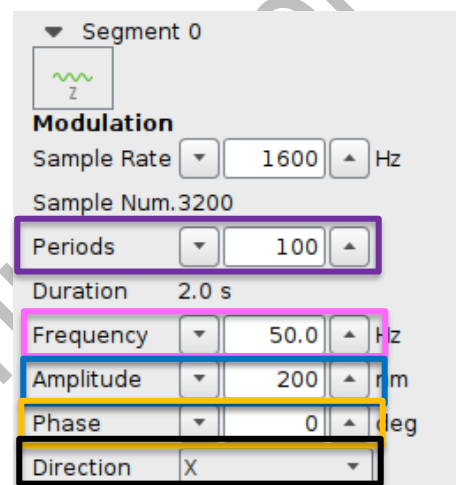 Segment 0
Z
Modulation
Sample Rate 1600 Hz
Sample Num. 3200
Periods 100
Duration 2.0 s
Frequency 50.0 Hz
Amplitude 200 nm
Phase 0 deg
Direction X